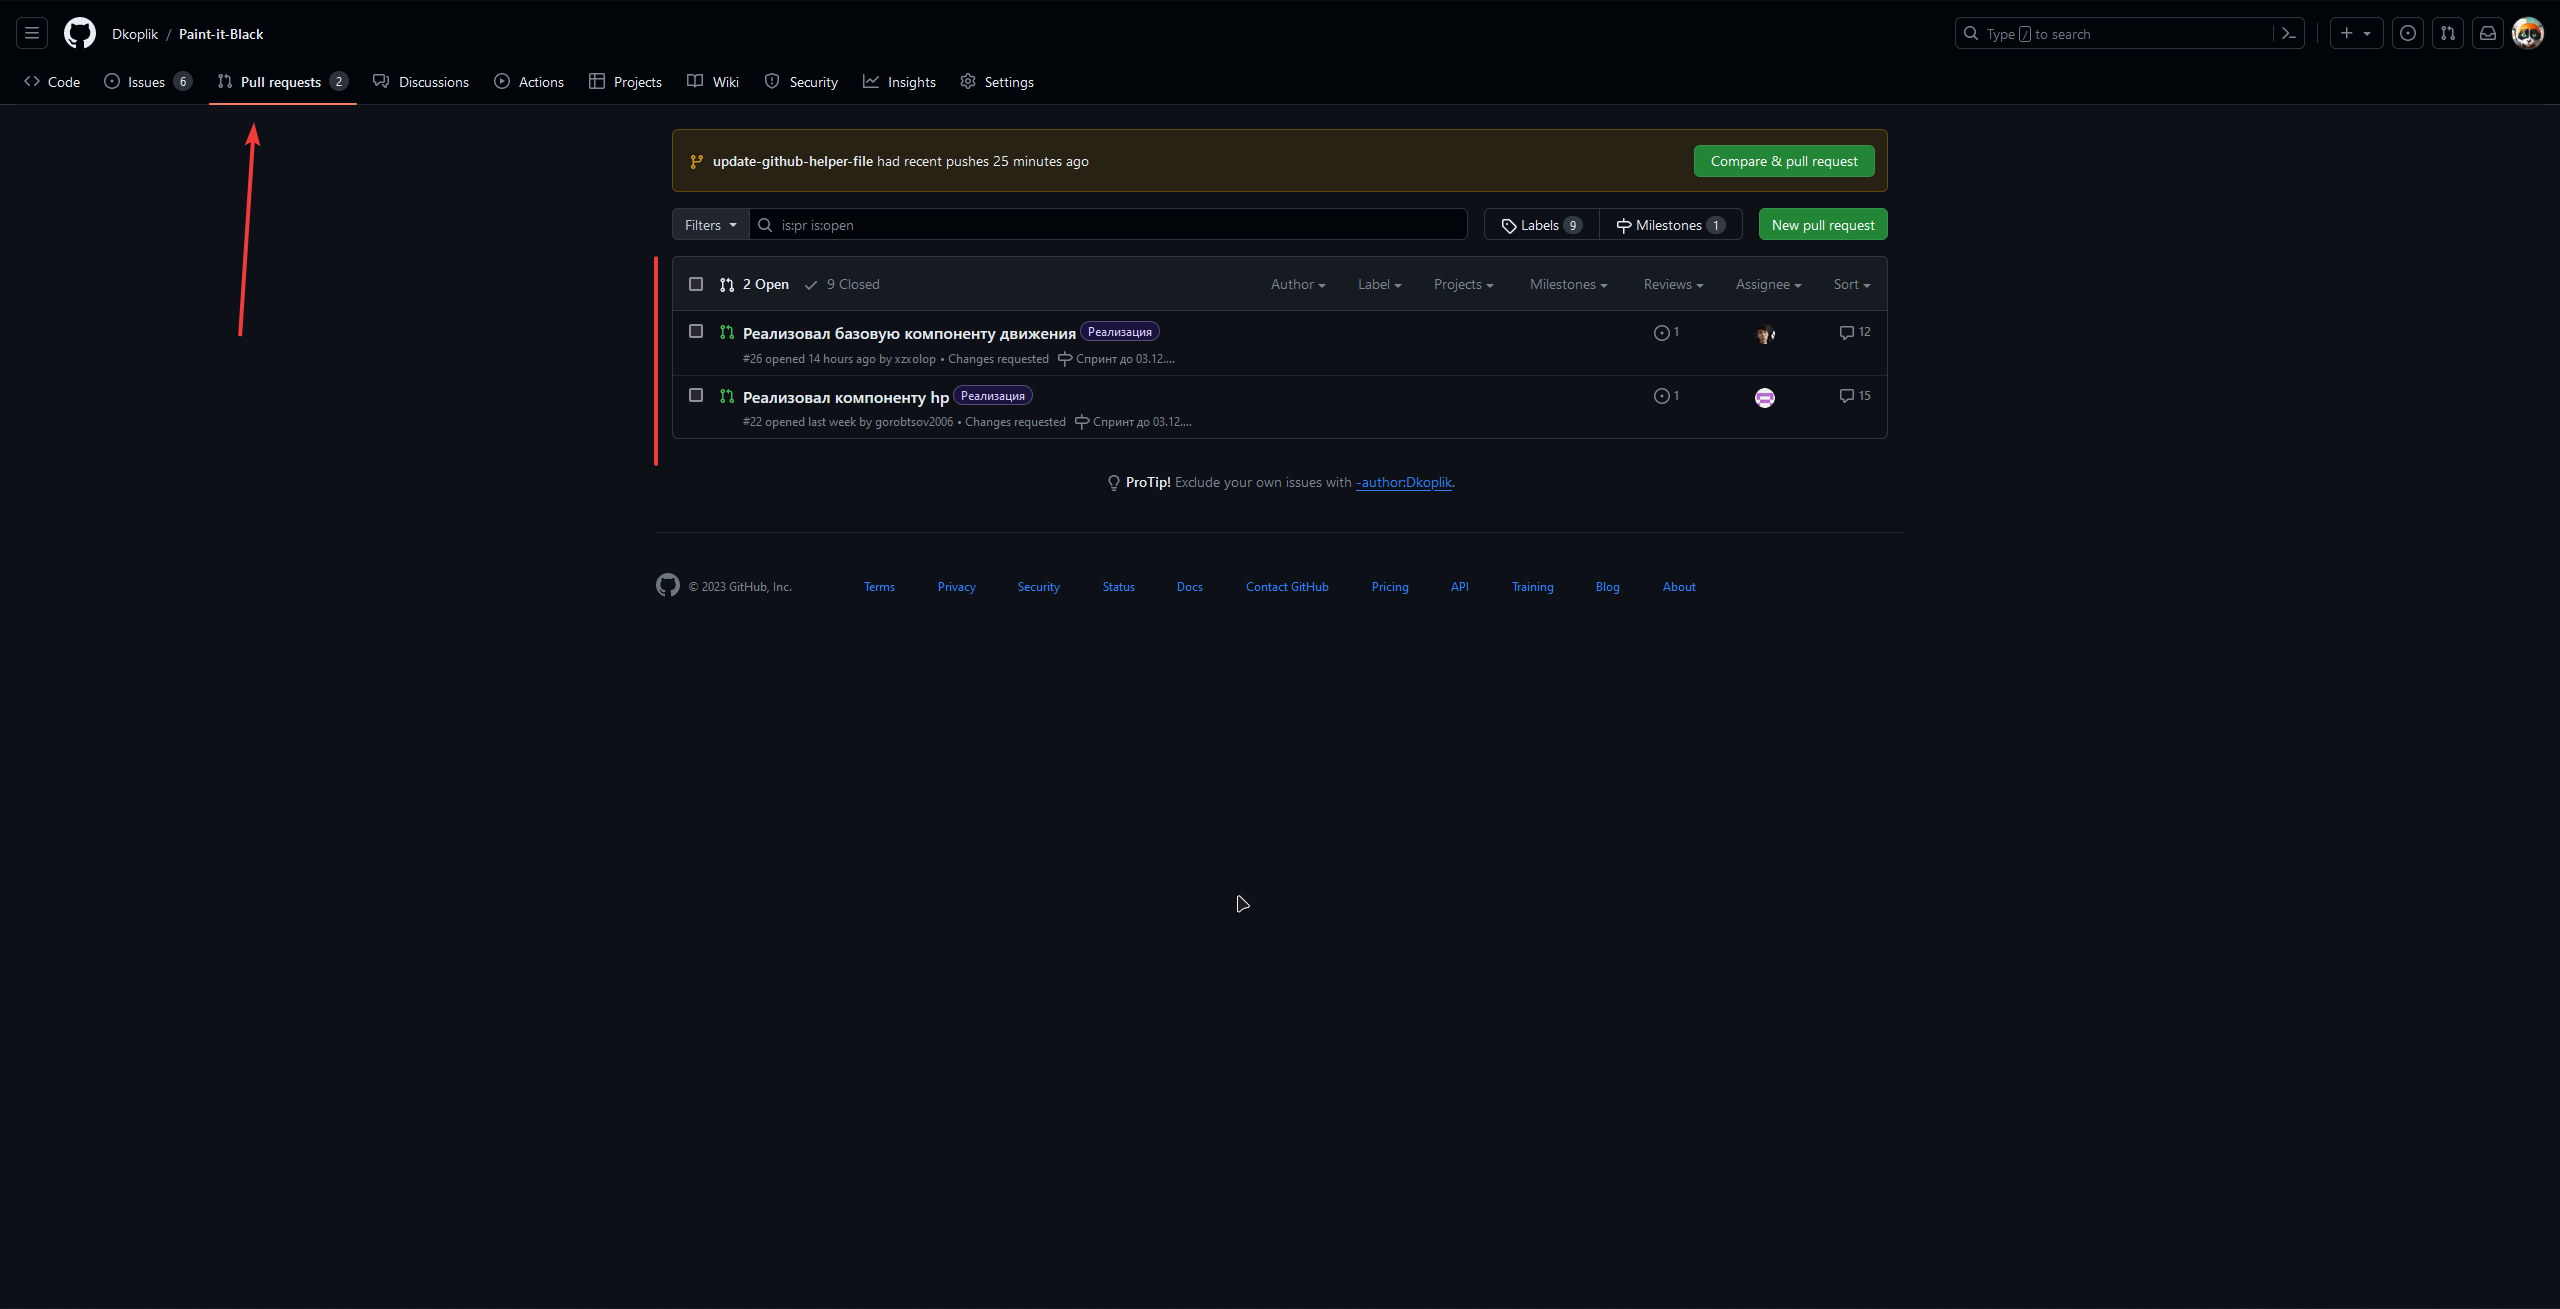 Dkoplik / Paint-it-Black
Type / to search
Code
Issues 6
Pull requests 2
Discussions
Actions
Projects
Wiki
Security
Insights
Settings
update-github-helper-file had recent pushes 25 minutes ago
Compare & pull request
Filters
is:pr is:open
Labels 9
Milestones 1
New pull request
2 Open
9 Closed
Author
Label
Projects
Milestones
Reviews
Assignee
Sort
Реализовал базовую компоненту движения Реализация
1
12
#26 opened 14 hours ago by xzxolop • Changes requested Спринт до 03.12....
Реализовал компоненту hp Реализация
1
15
#22 opened last week by gorobtsov2006 • Changes requested Спринт до 03.12....
ProTip! Exclude your own issues with -author:Dkoplik.
© 2023 GitHub, Inc.
Terms
Privacy
Security
Status
Docs
Contact GitHub
Pricing
API
Training
Blog
About